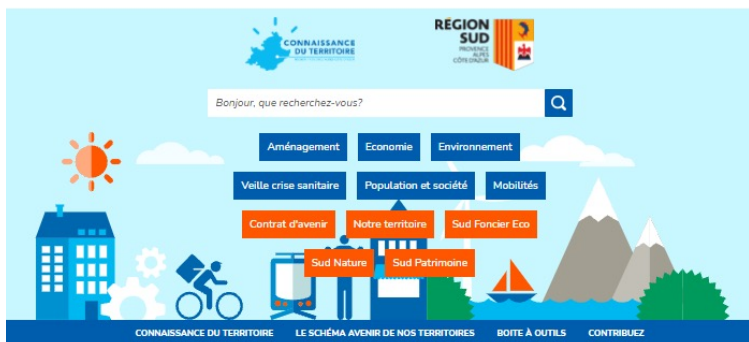 CONNAISSANCE
DU TERRITOIRE
RÉGION
SUD
PROVENCE
ALPES
CÔTE D'AZUR
Bonjour, que recherchez-vous?
Aménagement Economie Environnement
Veille crise sanitaire Population et société Mobilités
Contrat d'avenir Notre territoire Sud Foncier Eco
Sud Nature Sud Patrimoine
CONNAISSANCE DU TERRITOIRE LE SCHÉMA AVENIR DE NOS TERRITOIRES BOITE À OUTILS CONTRIBUEZ